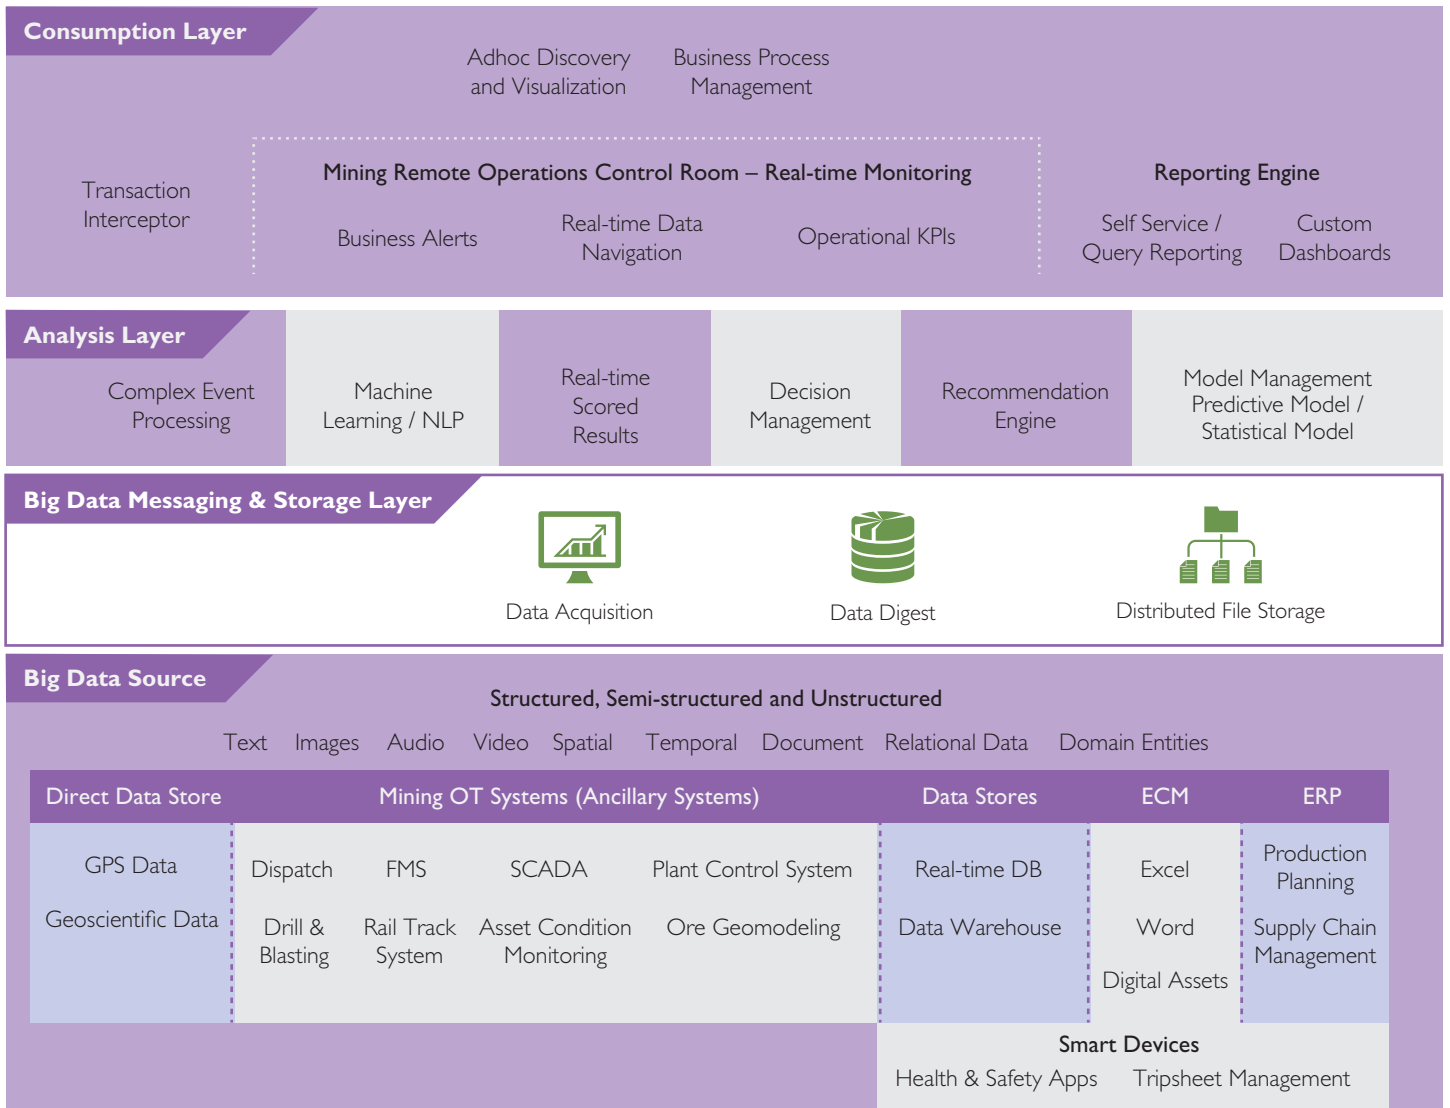 Consumption Layer
Adhoc Discovery
and Visualization
Business Process
Management
Transaction
Interceptor
Mining Remote Operations Control Room – Real-time Monitoring
Business Alerts
Real-time Data
Navigation
Operational KPIs
Reporting Engine
Self Service /
Query Reporting
Custom
Dashboards
Analysis Layer
Complex Event
Processing
Machine
Learning / NLP
Real-time
Scored
Results
Decision
Management
Recommendation
Engine
Model Management
Predictive Model /
Statistical Model
Big Data Messaging & Storage Layer
Data Acquisition
Data Digest
Distributed File Storage
Big Data Source
Structured, Semi-structured and Unstructured
Text Images Audio Video Spatial Temporal Document Relational Data Domain Entities
Direct Data Store
GPS Data
Geoscientific Data
Mining OT Systems (Ancillary Systems)
Dispatch
FMS
SCADA
Plant Control System
Drill &
Blasting
Rail Track
System
Asset Condition
Monitoring
Ore Geomodeling
Data Stores
Real-time DB
Data Warehouse
ECM
Excel
Word
Digital Assets
ERP
Production
Planning
Supply Chain
Management
Smart Devices
Health & Safety Apps
Tripsheet Management